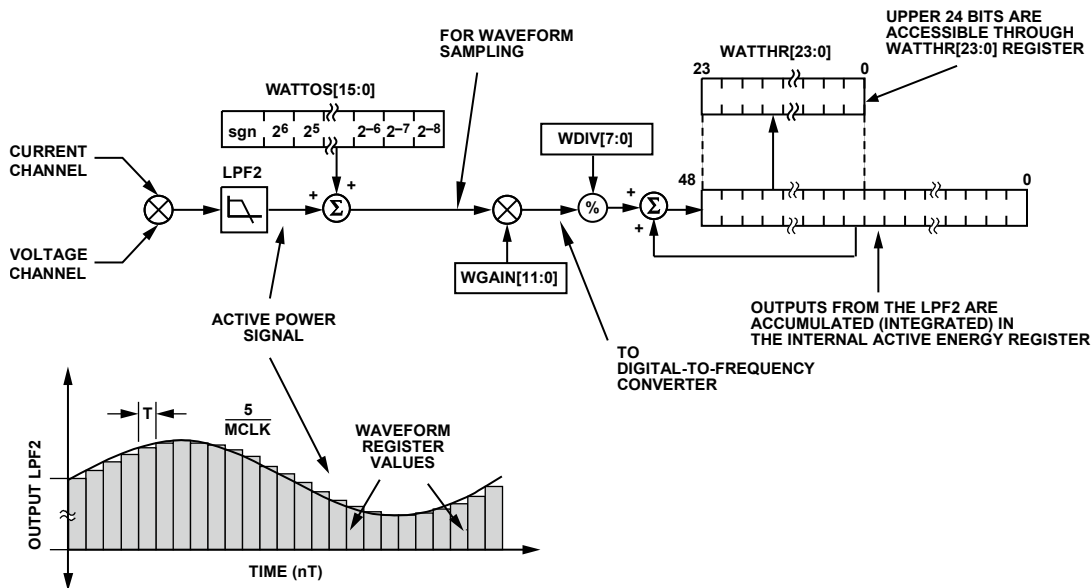 UPPER 24 BITS ARE
ACCESSIBLE THROUGH
WATTHR[23:0] REGISTER
FOR WAVEFORM
SAMPLING
WATTHR[23:0]
23
0
WATTOS[15:0]
sgn 2⁶ 2⁵ 2⁻⁶ 2⁻⁷ 2⁻⁸
WDIV[7:0]
CURRENT
CHANNEL
LPF2
48
0
+
+
Σ
%
+
Σ
+
VOLTAGE
CHANNEL
WGAIN[11:0]
ACTIVE POWER
SIGNAL
OUTPUTS FROM THE LPF2 ARE
ACCUMULATED (INTEGRATED) IN
THE INTERNAL ACTIVE ENERGY REGISTER
TO
DIGITAL-TO-FREQUENCY
CONVERTER
T
5
MCLK
WAVEFORM
REGISTER
VALUES
OUTPUT LPF2
TIME (nT)